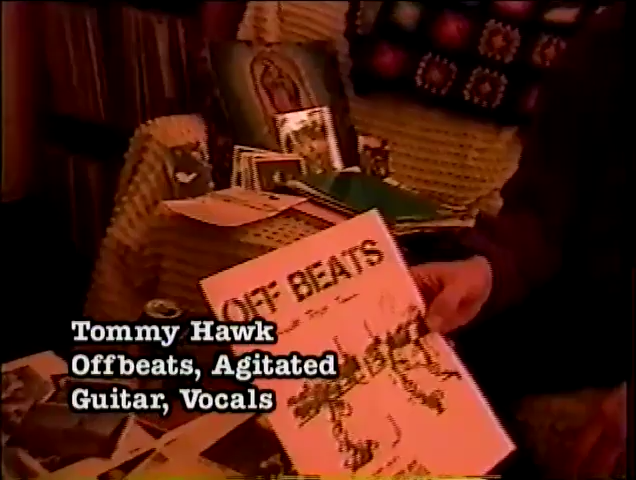 OFF BEATS
Tommy Hawk
Offbeats, Agitated
Guitar, Vocals